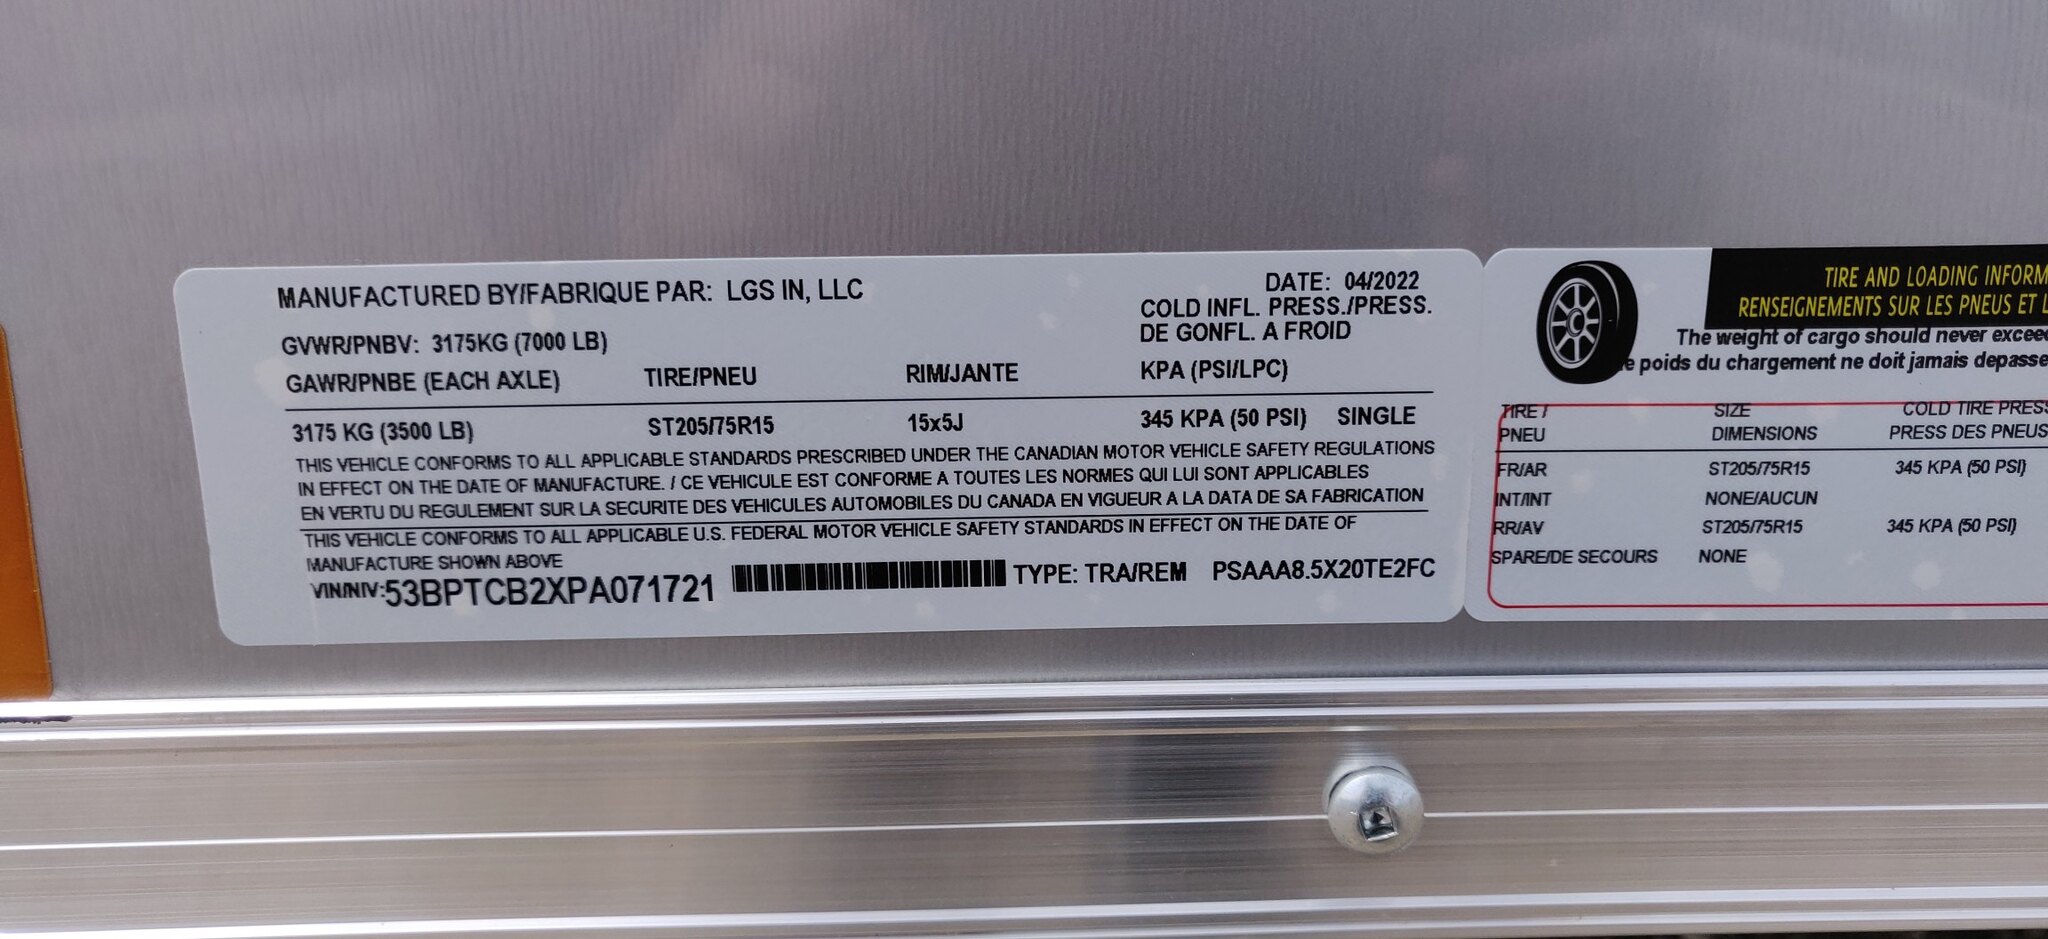 MANUFACTURED BY/FABRIQUE PAR: LGS IN, LLC
DATE: 04/2022
COLD INFL. PRESS./PRESS.
DE GONFL. A FROID
GVWR/PNBV: 3175KG (7000 LB)
GAWR/PNBE (EACH AXLE) TIRE/PNEU RIM/JANTE KPA (PSI/LPC)
3175 KG (3500 LB) ST205/75R15 15x5J 345 KPA (50 PSI) SINGLE
THIS VEHICLE CONFORMS TO ALL APPLICABLE STANDARDS PRESCRIBED UNDER THE CANADIAN MOTOR VEHICLE SAFETY REGULATIONS
IN EFFECT ON THE DATE OF MANUFACTURE. / CE VEHICULE EST CONFORME A TOUTES LES NORMES QUI LUI SONT APPLICABLES
EN VERTU DU REGULEMENT SUR LA SECURITE DES VEHICULES AUTOMOBILES DU CANADA EN VIGUEUR A LA DATA DE SA FABRICATION
THIS VEHICLE CONFORMS TO ALL APPLICABLE U.S. FEDERAL MOTOR VEHICLE SAFETY STANDARDS IN EFFECT ON THE DATE OF
MANUFACTURE SHOWN ABOVE
VIN/NIV: 53BPTCB2XPA071721 TYPE: TRA/REM PSAAA8.5X20TE2FC
TIRE AND LOADING INFORM
RENSEIGNEMENTS SUR LES PNEUS ET L
The weight of cargo should never exceed
e poids du chargement ne doit jamais depasse
TIRE / SIZE COLD TIRE PRESS
PNEU DIMENSIONS PRESS DES PNEUS
FR/AR ST205/75R15 345 KPA (50 PSI)
INT/INT NONE/AUCUN
RR/AV ST205/75R15 345 KPA (50 PSI)
SPARE/DE SECOURS NONE